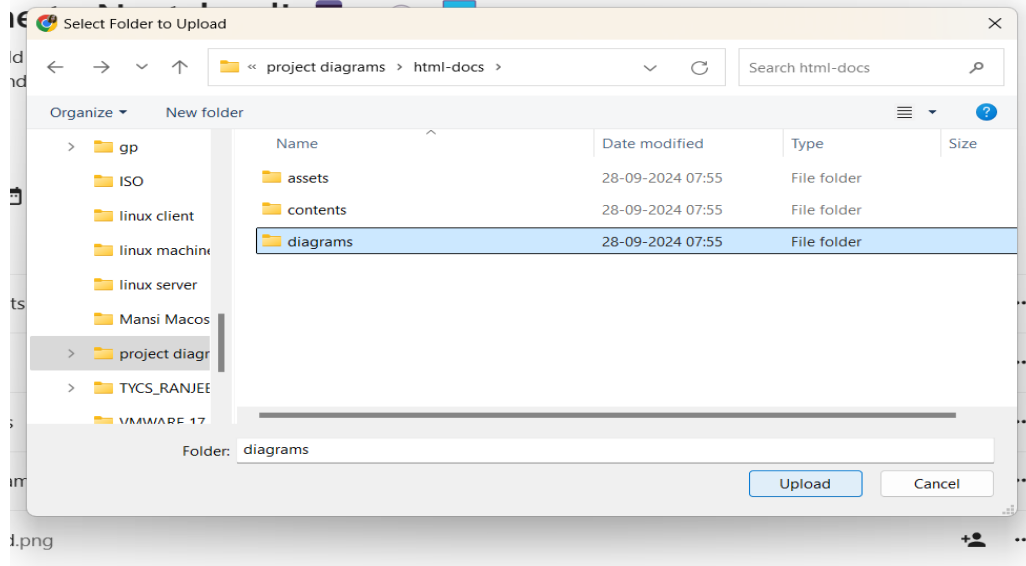 Select Folder to Upload
« project diagrams > html-docs >
Search html-docs
Organize
New folder
?
Name
Date modified
Type
Size
gp
ISO
linux client
linux machine
linux server
Mansi Macos
project diagr
TYCS_RANJEE
VMWARE 17
assets 28-09-2024 07:55 File folder
contents 28-09-2024 07:55 File folder
diagrams 28-09-2024 07:55 File folder
Folder: diagrams
Upload
Cancel
d.png